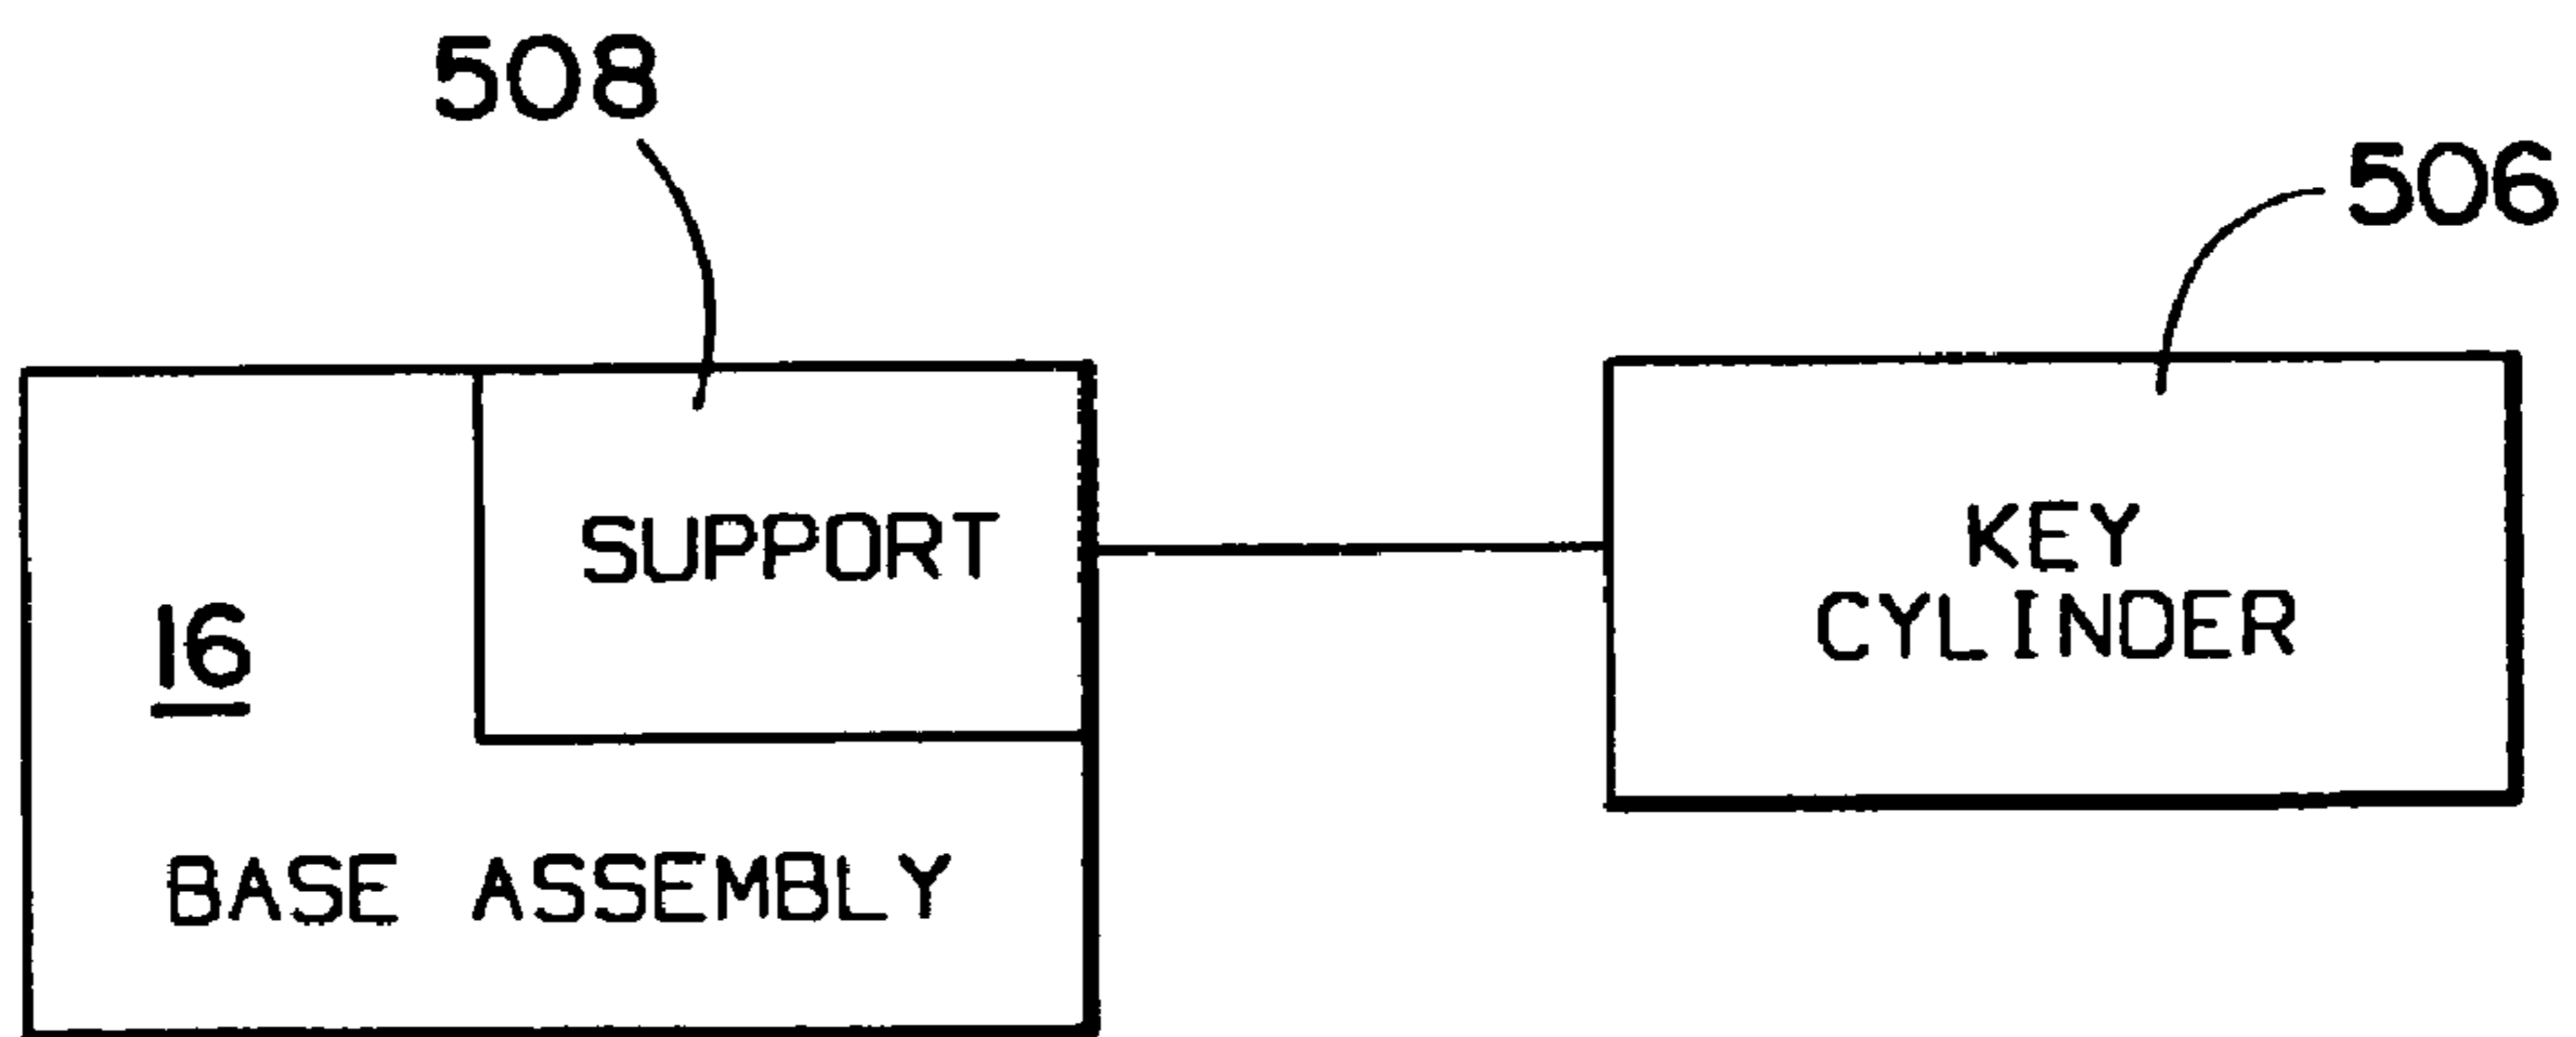 508
506
SUPPORT
KEY
CYLINDER
16
BASE ASSEMBLY